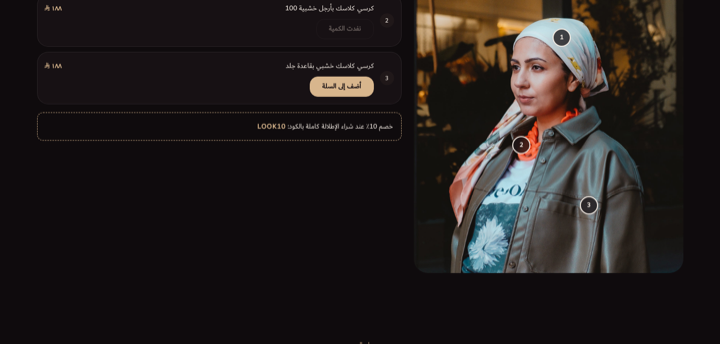 كرسي كلاسك بأرجل خشبية 100
١٨٨
2
نفدت الكمية
كرسي كلاسك خشبي بقاعدة جلد
١٨٨
3
أضف إلى السلة
خصم 10٪ عند شراء الإطلالة كاملة بالكود: LOOK10
1
2
3